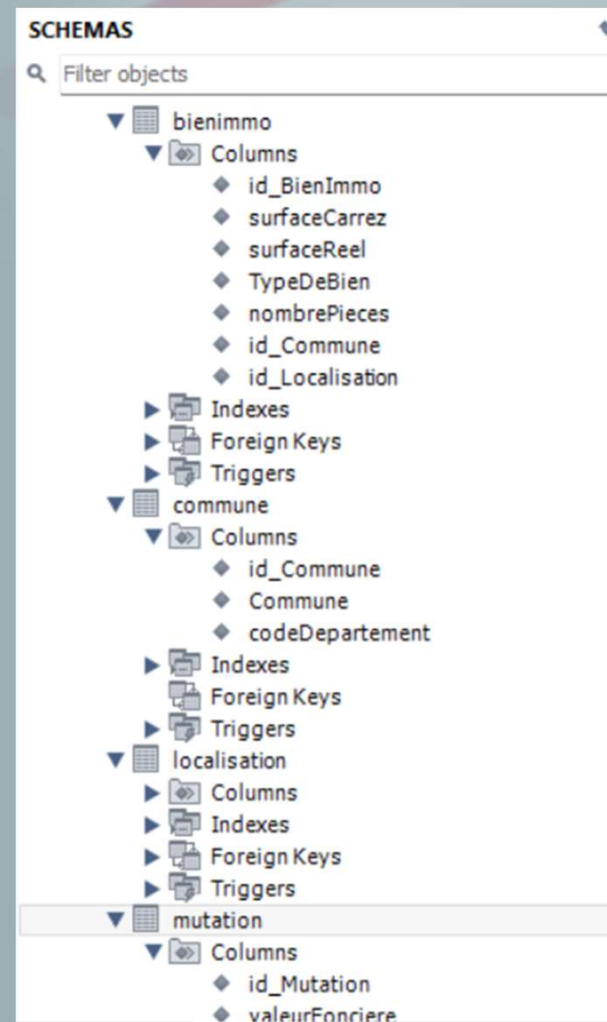 SCHEMAS
Filter objects
bienimmo
Columns
id_BienImmo
surfaceCarrez
surfaceReel
TypeDeBien
nombrePieces
id_Commune
id_Localisation
Indexes
Foreign Keys
Triggers
commune
Columns
id_Commune
Commune
codeDepartement
Indexes
Foreign Keys
Triggers
localisation
Columns
Indexes
Foreign Keys
Triggers
mutation
Columns
id_Mutation
valeurFonciere